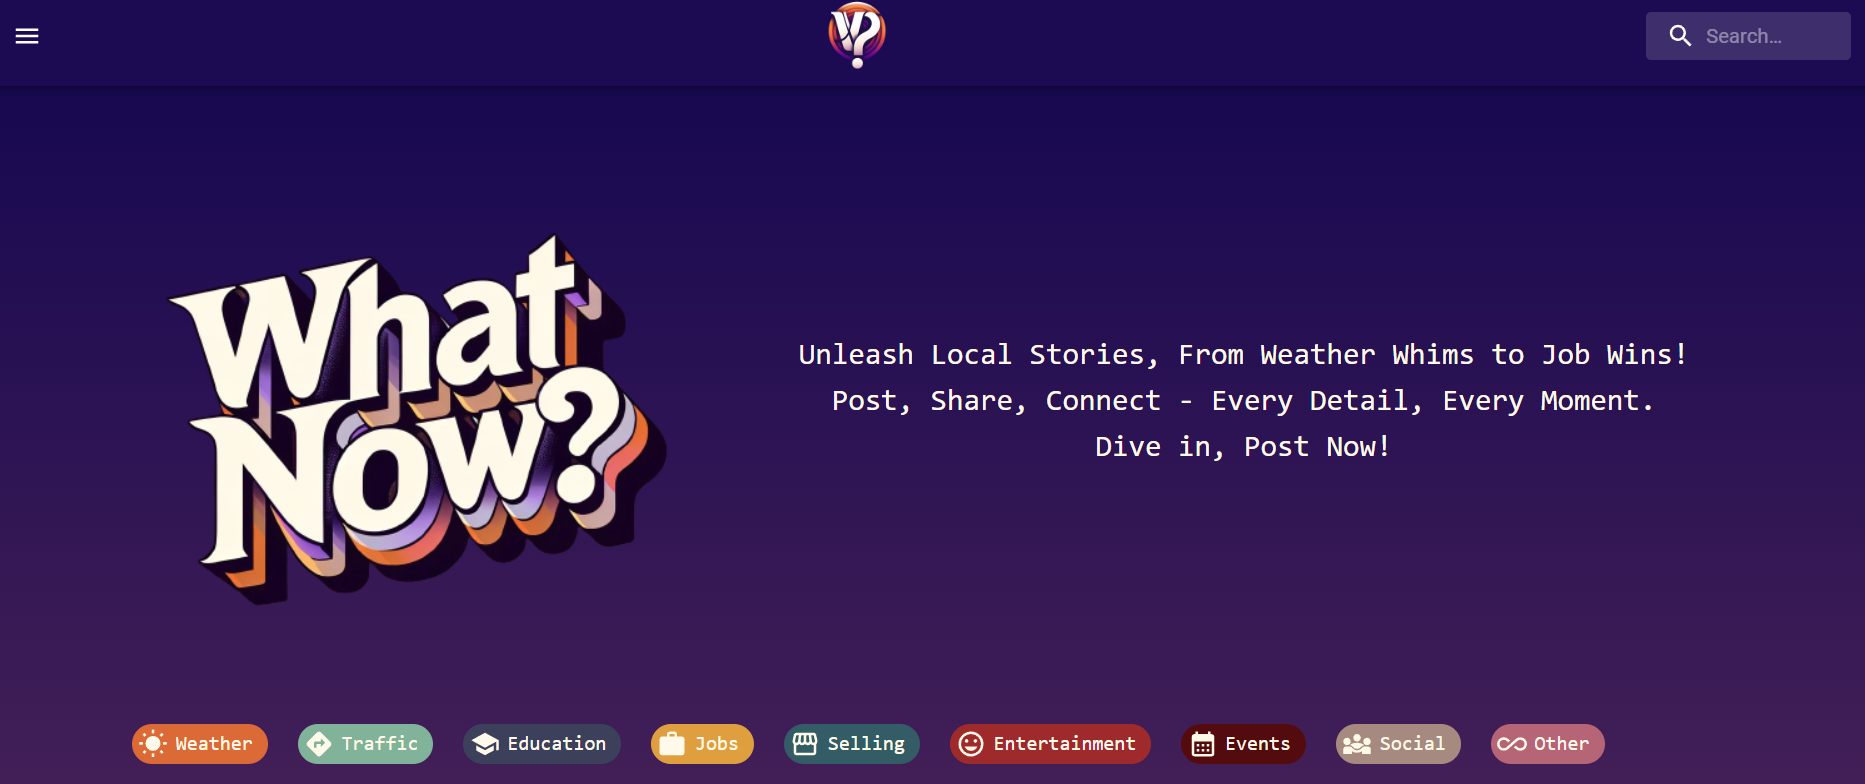 W?
Search…
What
Now?
Unleash Local Stories, From Weather Whims to Job Wins!
Post, Share, Connect - Every Detail, Every Moment.
Dive in, Post Now!
Weather
Traffic
Education
Jobs
Selling
Entertainment
Events
Social
Other